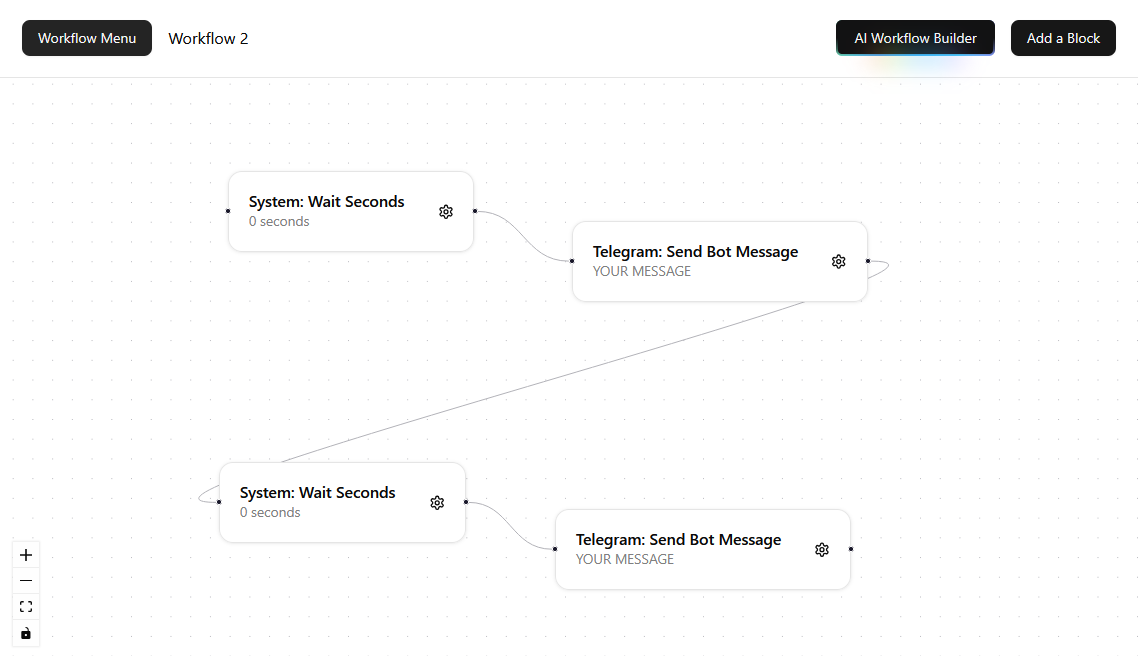 Workflow Menu
Workflow 2
AI Workflow Builder
Add a Block
System: Wait Seconds
0 seconds
Telegram: Send Bot Message
YOUR MESSAGE
System: Wait Seconds
0 seconds
Telegram: Send Bot Message
YOUR MESSAGE